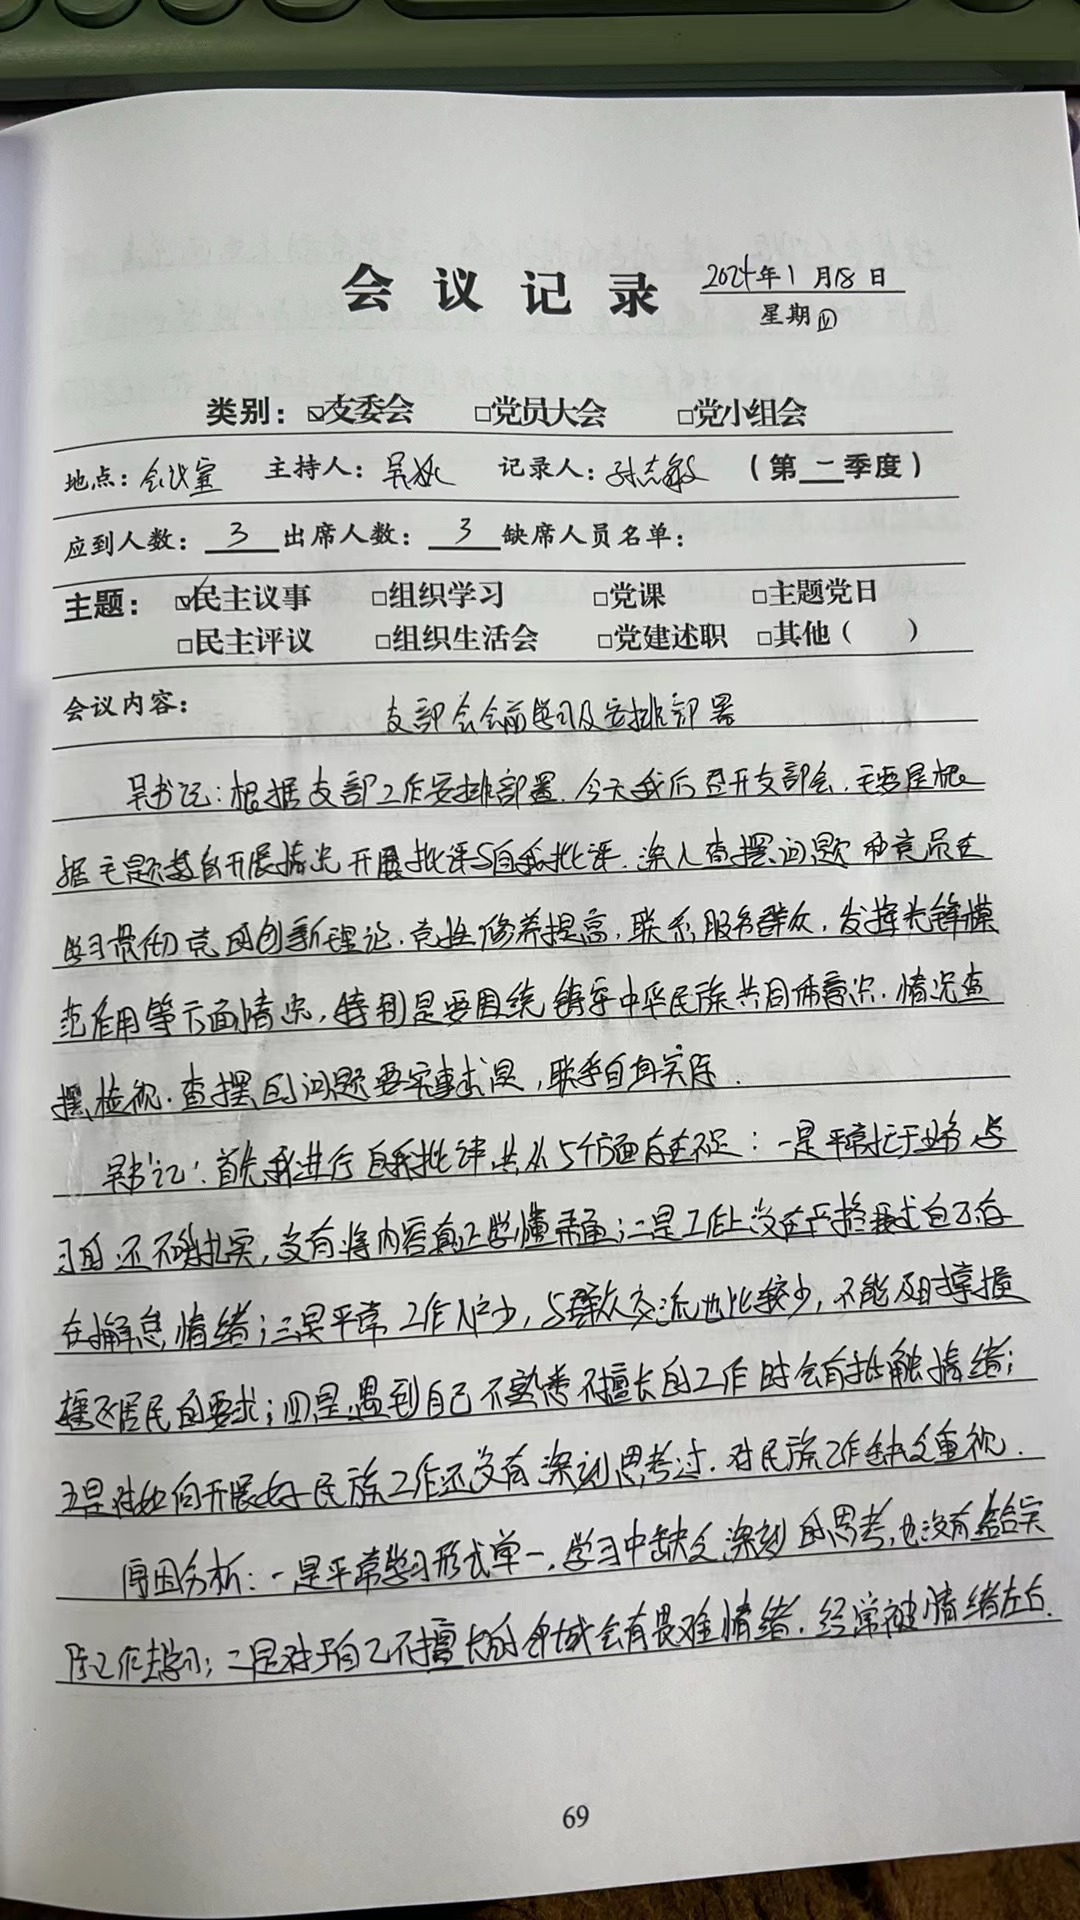 会议记录 2024年1月18日
星期四
类别：☑支委会 □党员大会 □党小组会
地点：会议室 主持人：吴 记录人：孙志敏 （第 一 季度）
应到人数：3 出席人数：3 缺席人员名单：
主题：☑民主议事 □组织学习 □党课 □主题党日
□民主评议 □组织生活会 □党建述职 □其他（ ）
会议内容： 支部会会前学习及安排部署
吴书记：根据支部工作安排部署，今天我们召开支部会，主要是根
据主题教育开展情况开展批评与自我批评，深入查摆问题和党员在
学习贯彻党的创新理论，党性修养提高，联系服务群众，发挥先锋模
范作用等方面情况，特别是要围绕铸牢中华民族共同体意识，情况查
摆检视，查摆的问题要实事求是，联系自身实际．
吴书记：首先我进行自我批评，共从5个方面存在不足：一是平常忙于业务，学
习的还不够扎实，没有将内容真正学懂弄通；二是工作上没在严格要求自己，存
在懈怠情绪；三是平常工作入户少，与群众交流也比较少，不能及时掌握
辖区居民的要求；四是遇到自己不熟悉不擅长的工作时会有抵触情绪；
五是对如何开展好民族工作还没有深刻思考过，对民族工作缺乏重视．
原因分析：一是平常学习形式单一，学习中缺乏深刻的思考，也没有结合实
际工作去学习；二是对于自己不擅长的领域会有畏难情绪，经常被情绪左右．
69